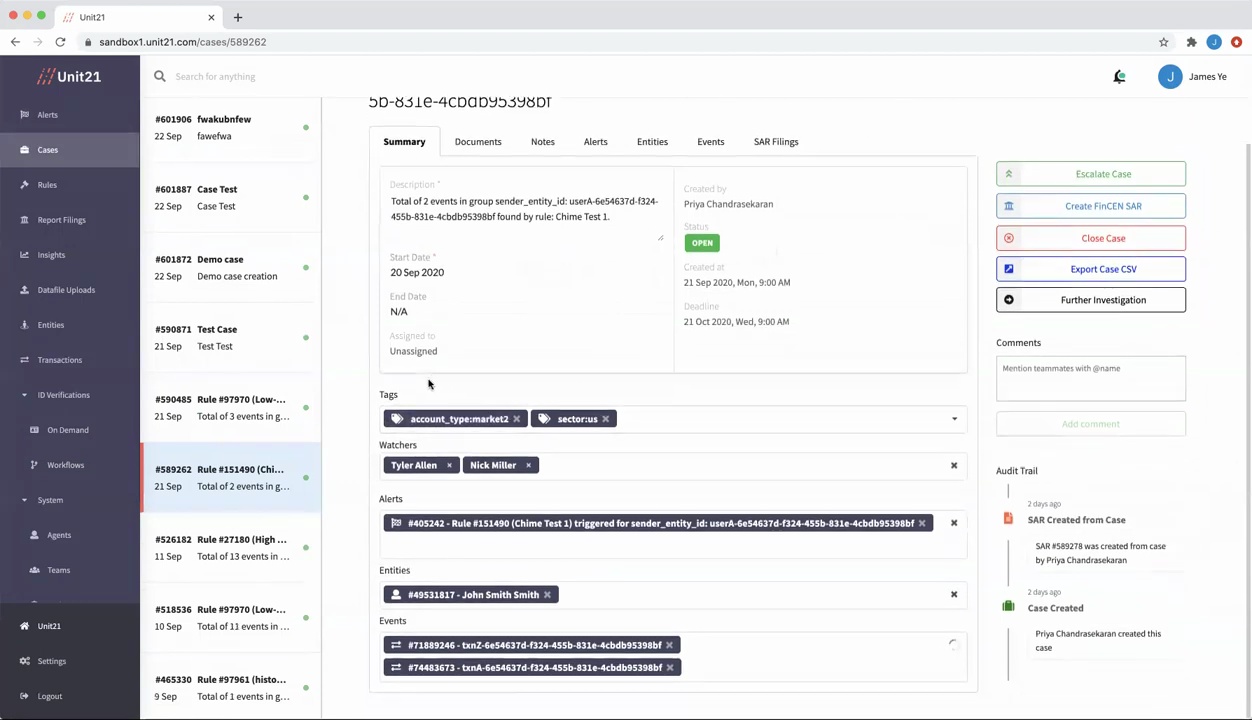 Unit21
sandbox1.unit21.com/cases/589262
J
Unit21
Search for anything
J
James Ye
Alerts
Cases
Rules
Report Filings
Insights
Datafile Uploads
Entities
Transactions
ID Verifications
On Demand
Workflows
System
Agents
Teams
Unit21
Settings
Logout
#601906 fwakubnfew
22 Sep fawefwa
#601887 Case Test
22 Sep Case Test
#601872 Demo case
22 Sep Demo case creation
#590871 Test Case
21 Sep Test Test
#590485 Rule #97970 (Low-...
21 Sep Total of 3 events in g...
#589262 Rule #151490 (Chi...
21 Sep Total of 2 events in g...
#526182 Rule #27180 (High ...
11 Sep Total of 13 events in ...
#518536 Rule #97970 (Low-...
10 Sep Total of 11 events in ...
#465330 Rule #97961 (histo...
9 Sep Total of 1 events in g...
5b-831e-4cbdb95398bf
Summary Documents Notes Alerts Entities Events SAR Filings
Description *
Total of 2 events in group sender_entity_id: userA-6e54637d-f324-
455b-831e-4cbdb95398bf found by rule: Chime Test 1.
Start Date *
20 Sep 2020
End Date
N/A
Assigned to
Unassigned
Created by
Priya Chandrasekaran
Status
OPEN
Created at
21 Sep 2020, Mon, 9:00 AM
Deadline
21 Oct 2020, Wed, 9:00 AM
Tags
account_type:market2 sector:us
Watchers
Tyler Allen Nick Miller
Alerts
#405242 - Rule #151490 (Chime Test 1) triggered for sender_entity_id: userA-6e54637d-f324-455b-831e-4cbdb95398bf
Entities
#49531817 - John Smith Smith
Events
#71889246 - txnZ-6e54637d-f324-455b-831e-4cbdb95398bf
#74483673 - txnA-6e54637d-f324-455b-831e-4cbdb95398bf
Escalate Case
Create FinCEN SAR
Close Case
Export Case CSV
Further Investigation
Comments
Mention teammates with @name
Add comment
Audit Trail
2 days ago
SAR Created from Case
SAR #589278 was created from case
by Priya Chandrasekaran
2 days ago
Case Created
Priya Chandrasekaran created this
case